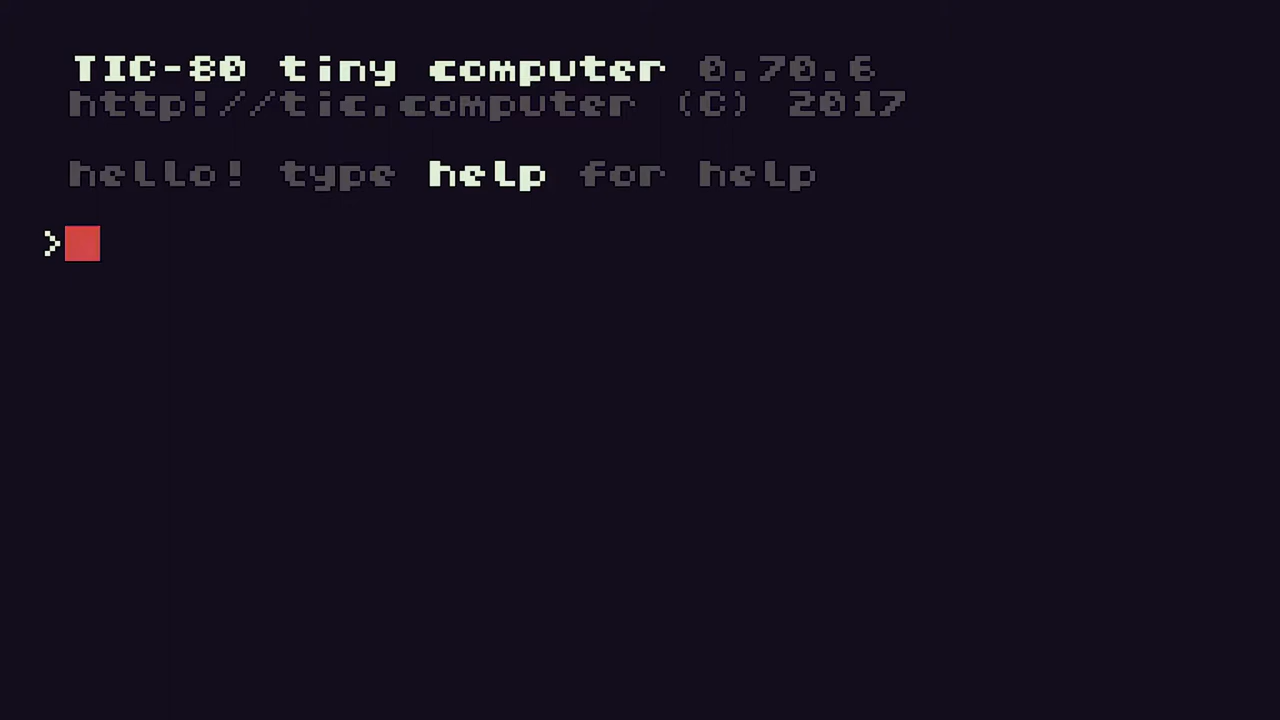 TIC-80 tiny computer 0.70.6
http://tic.computer (C) 2017
hello! type help for help
>